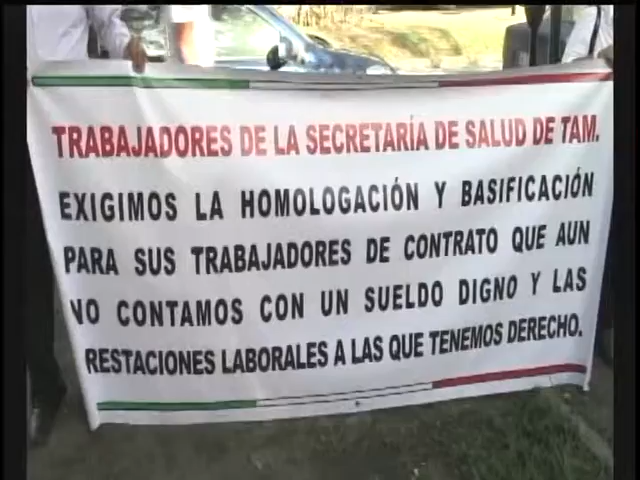 TRABAJADORES DE LA SECRETARÍA DE SALUD DE TAM.
EXIGIMOS LA HOMOLOGACIÓN Y BASIFICACIÓN
PARA SUS TRABAJADORES DE CONTRATO QUE AUN
NO CONTAMOS CON UN SUELDO DIGNO Y LAS
RESTACIONES LABORALES A LAS QUE TENEMOS DERECHO.